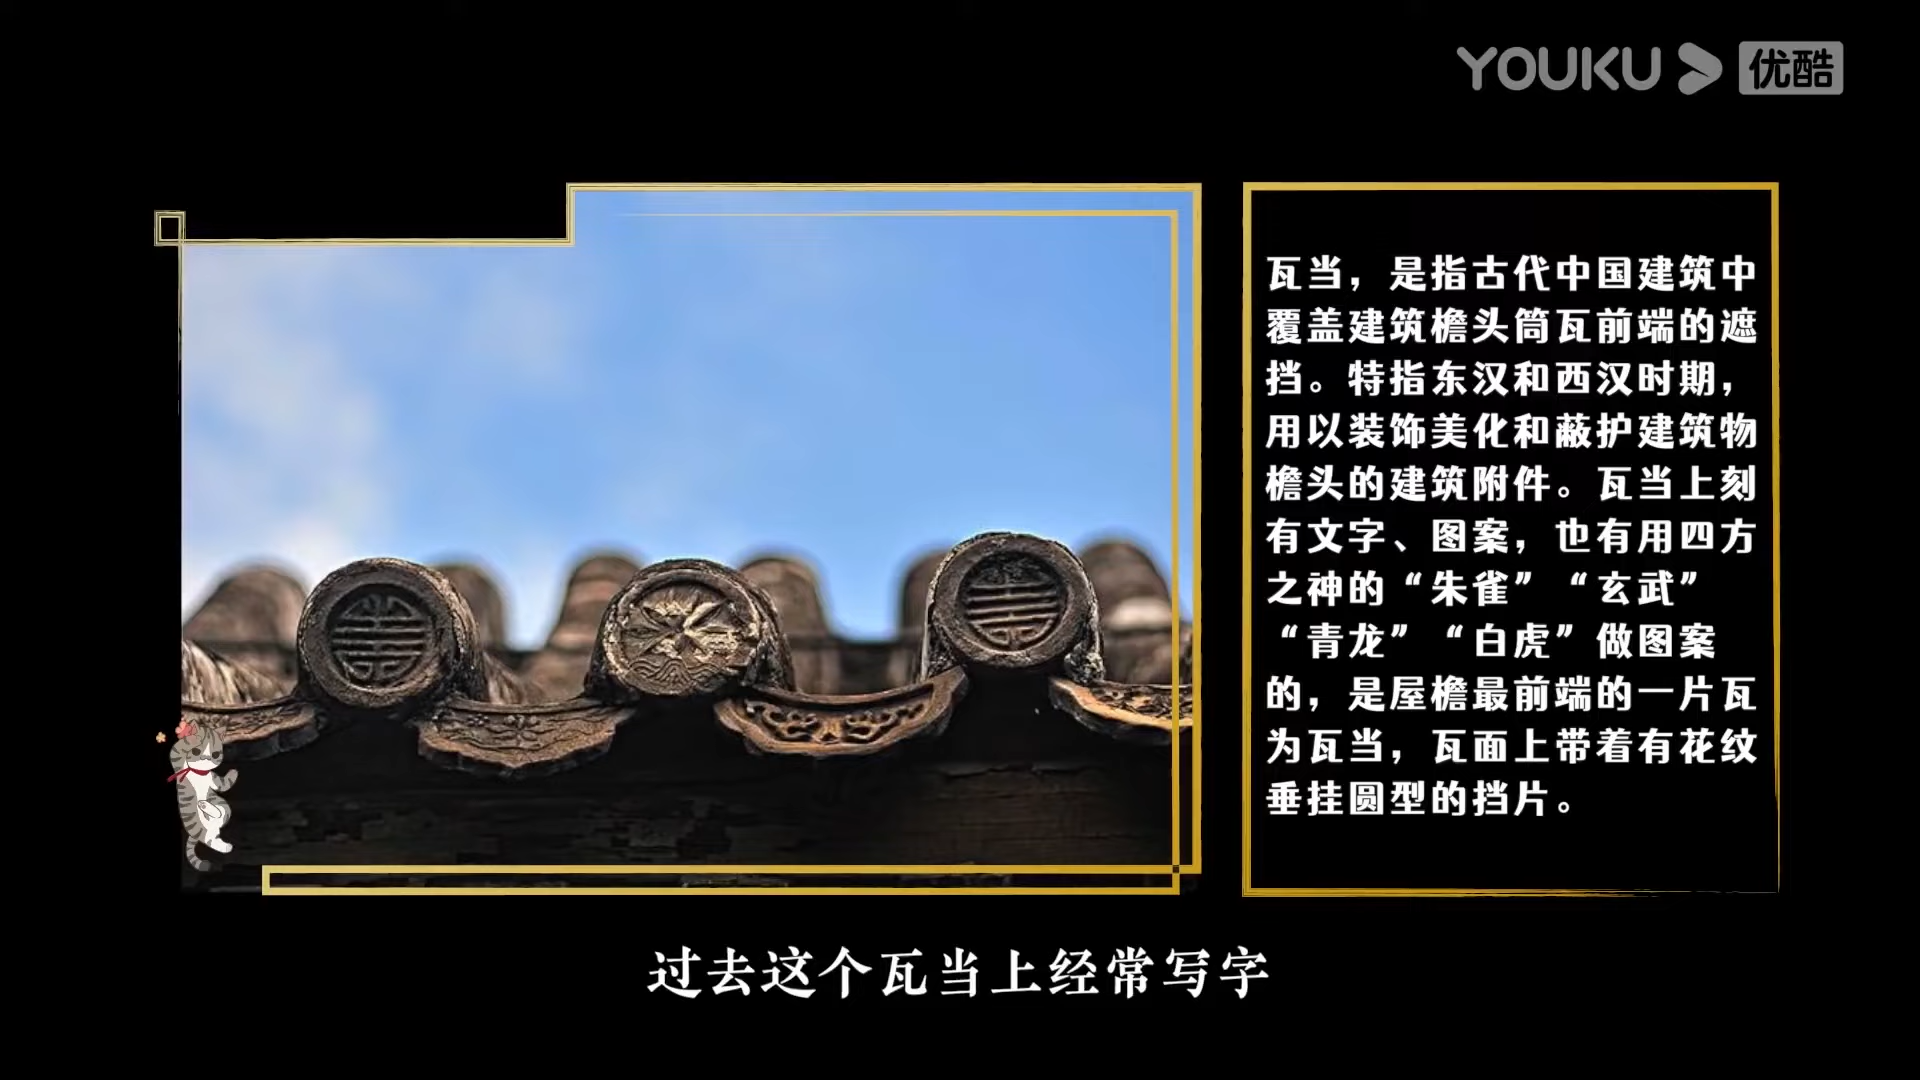 YOUKU 优酷
瓦当，是指古代中国建筑中
覆盖建筑檐头筒瓦前端的遮
挡。特指东汉和西汉时期，
用以装饰美化和蔽护建筑物
檐头的建筑附件。瓦当上刻
有文字、图案，也有用四方
之神的“朱雀”“玄武”
“青龙”“白虎”做图案
的，是屋檐最前端的一片瓦
为瓦当，瓦面上带着有花纹
垂挂圆型的挡片。
过去这个瓦当上经常写字